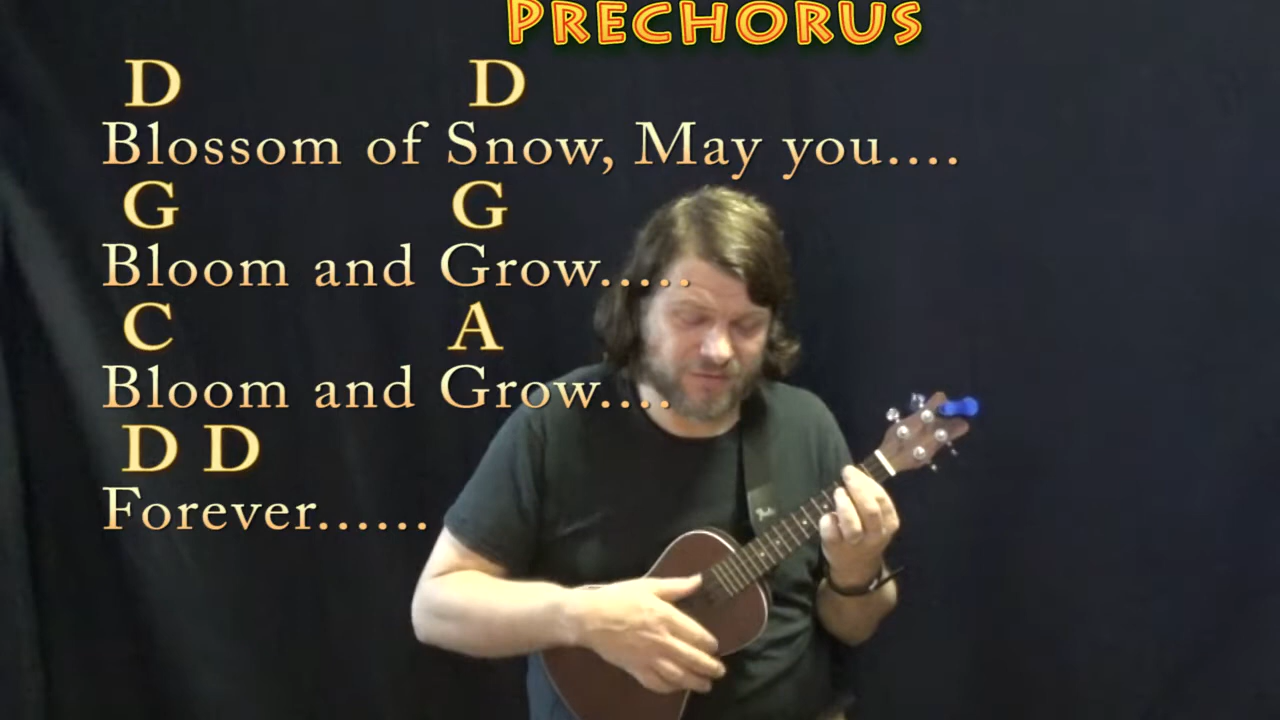 PRECHORUS
D D
Blossom of Snow, May you....
G G
Bloom and Grow.....
C A
Bloom and Grow....
D D
Forever......